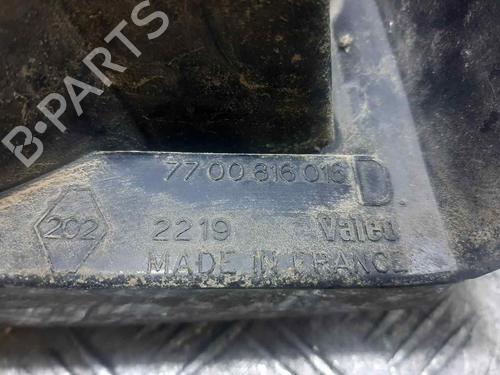 B-PARTS
7700816016 D.
202 2219 Valeo
MADE IN FRANCE